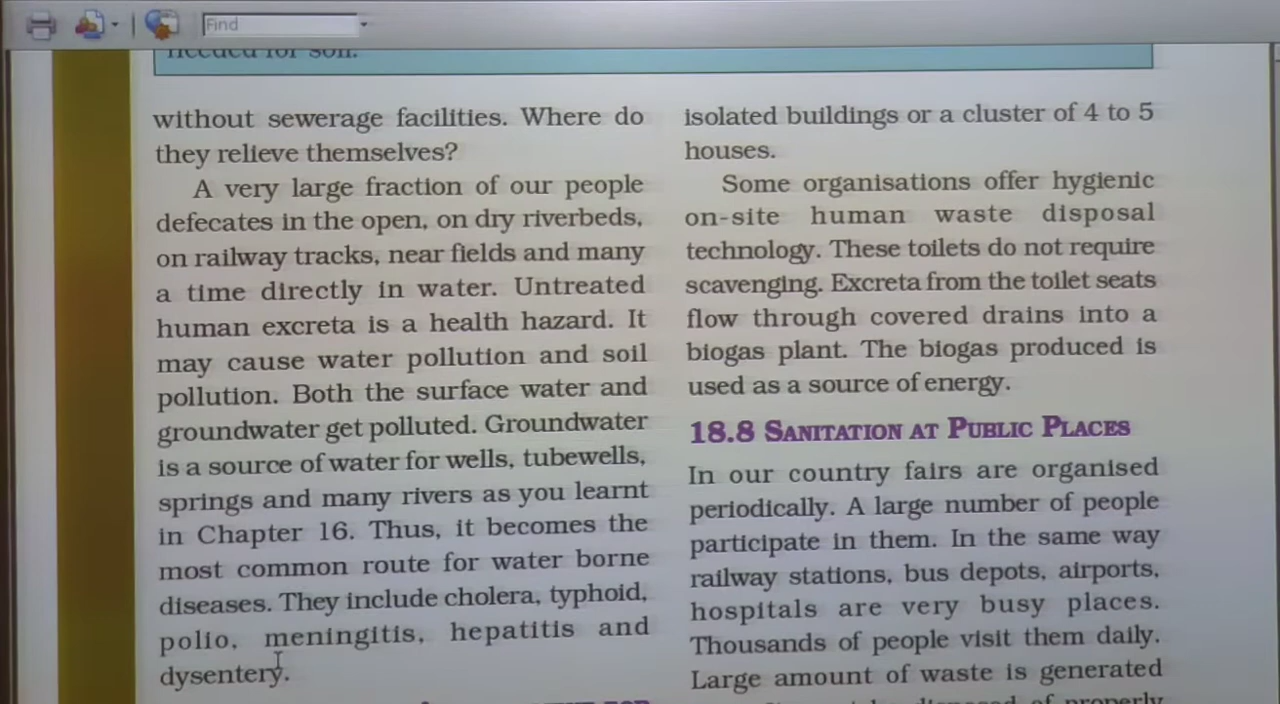 Find
needed for soil.
without sewerage facilities. Where do
they relieve themselves?
A very large fraction of our people
defecates in the open, on dry riverbeds,
on railway tracks, near fields and many
a time directly in water. Untreated
human excreta is a health hazard. It
may cause water pollution and soil
pollution. Both the surface water and
groundwater get polluted. Groundwater
is a source of water for wells, tubewells,
springs and many rivers as you learnt
in Chapter 16. Thus, it becomes the
most common route for water borne
diseases. They include cholera, typhoid,
polio, meningitis, hepatitis and
dysentery.
isolated buildings or a cluster of 4 to 5
houses.
Some organisations offer hygienic
on-site human waste disposal
technology. These toilets do not require
scavenging. Excreta from the toilet seats
flow through covered drains into a
biogas plant. The biogas produced is
used as a source of energy.
18.8 SANITATION AT PUBLIC PLACES
In our country fairs are organised
periodically. A large number of people
participate in them. In the same way
railway stations, bus depots, airports,
hospitals are very busy places.
Thousands of people visit them daily.
Large amount of waste is generated
disposed of properly